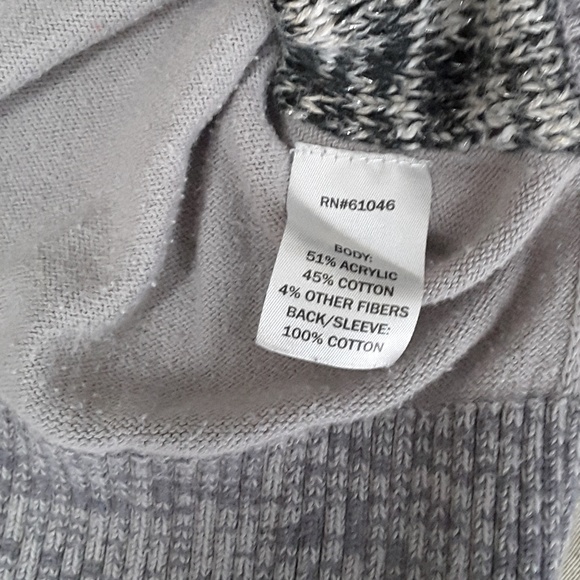 RN#61046
BODY:
51% ACRYLIC
45% COTTON
4% OTHER FIBERS
BACK/SLEEVE:
100% COTTON